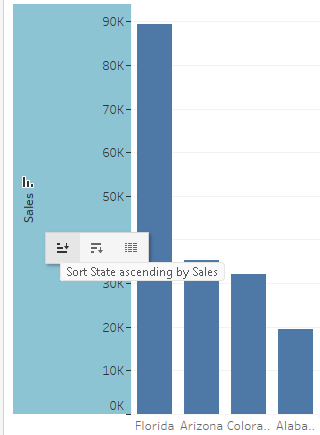 90K
80K
70K
60K
50K
Sales
Sort State ascending by Sales
30K
20K
10K
0K
Florida Arizona Colora.. Alaba..